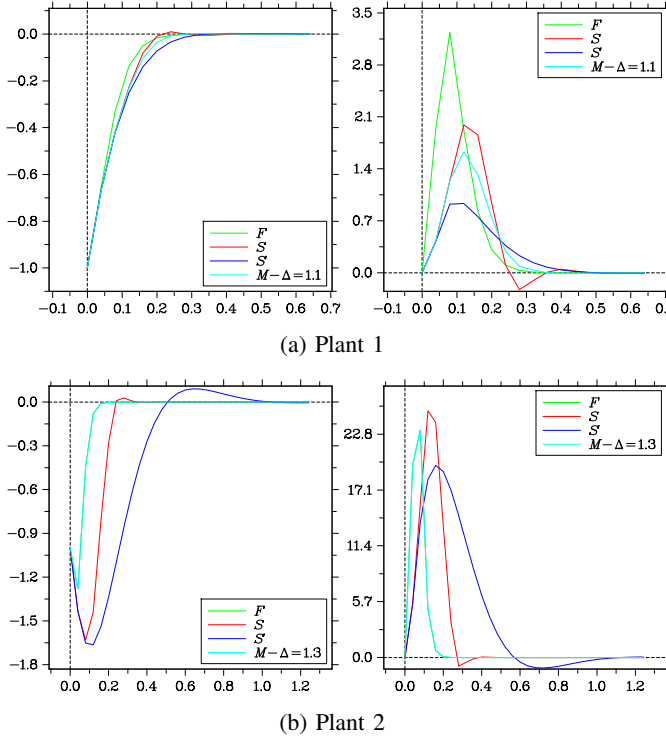 0.0
−0.2
−0.4
−0.6
−0.8
−1.0
−0.1 0.0 0.1 0.2 0.3 0.4 0.5 0.6 0.7
F
S
S'
M−Δ=1.1
3.5
2.8
2.1
1.4
0.7
0.0
−0.1 0.0 0.1 0.2 0.3 0.4 0.5 0.6 0.7
F
S
S'
M−Δ=1.1
(a) Plant 1
0.0
−0.3
−0.6
−0.9
−1.2
−1.5
−1.8
0.0 0.2 0.4 0.6 0.8 1.0 1.2
F
S
S'
M−Δ=1.3
22.8
17.1
11.4
5.7
0.0
0.0 0.2 0.4 0.6 0.8 1.0 1.2
F
S
S'
M−Δ=1.3
(b) Plant 2